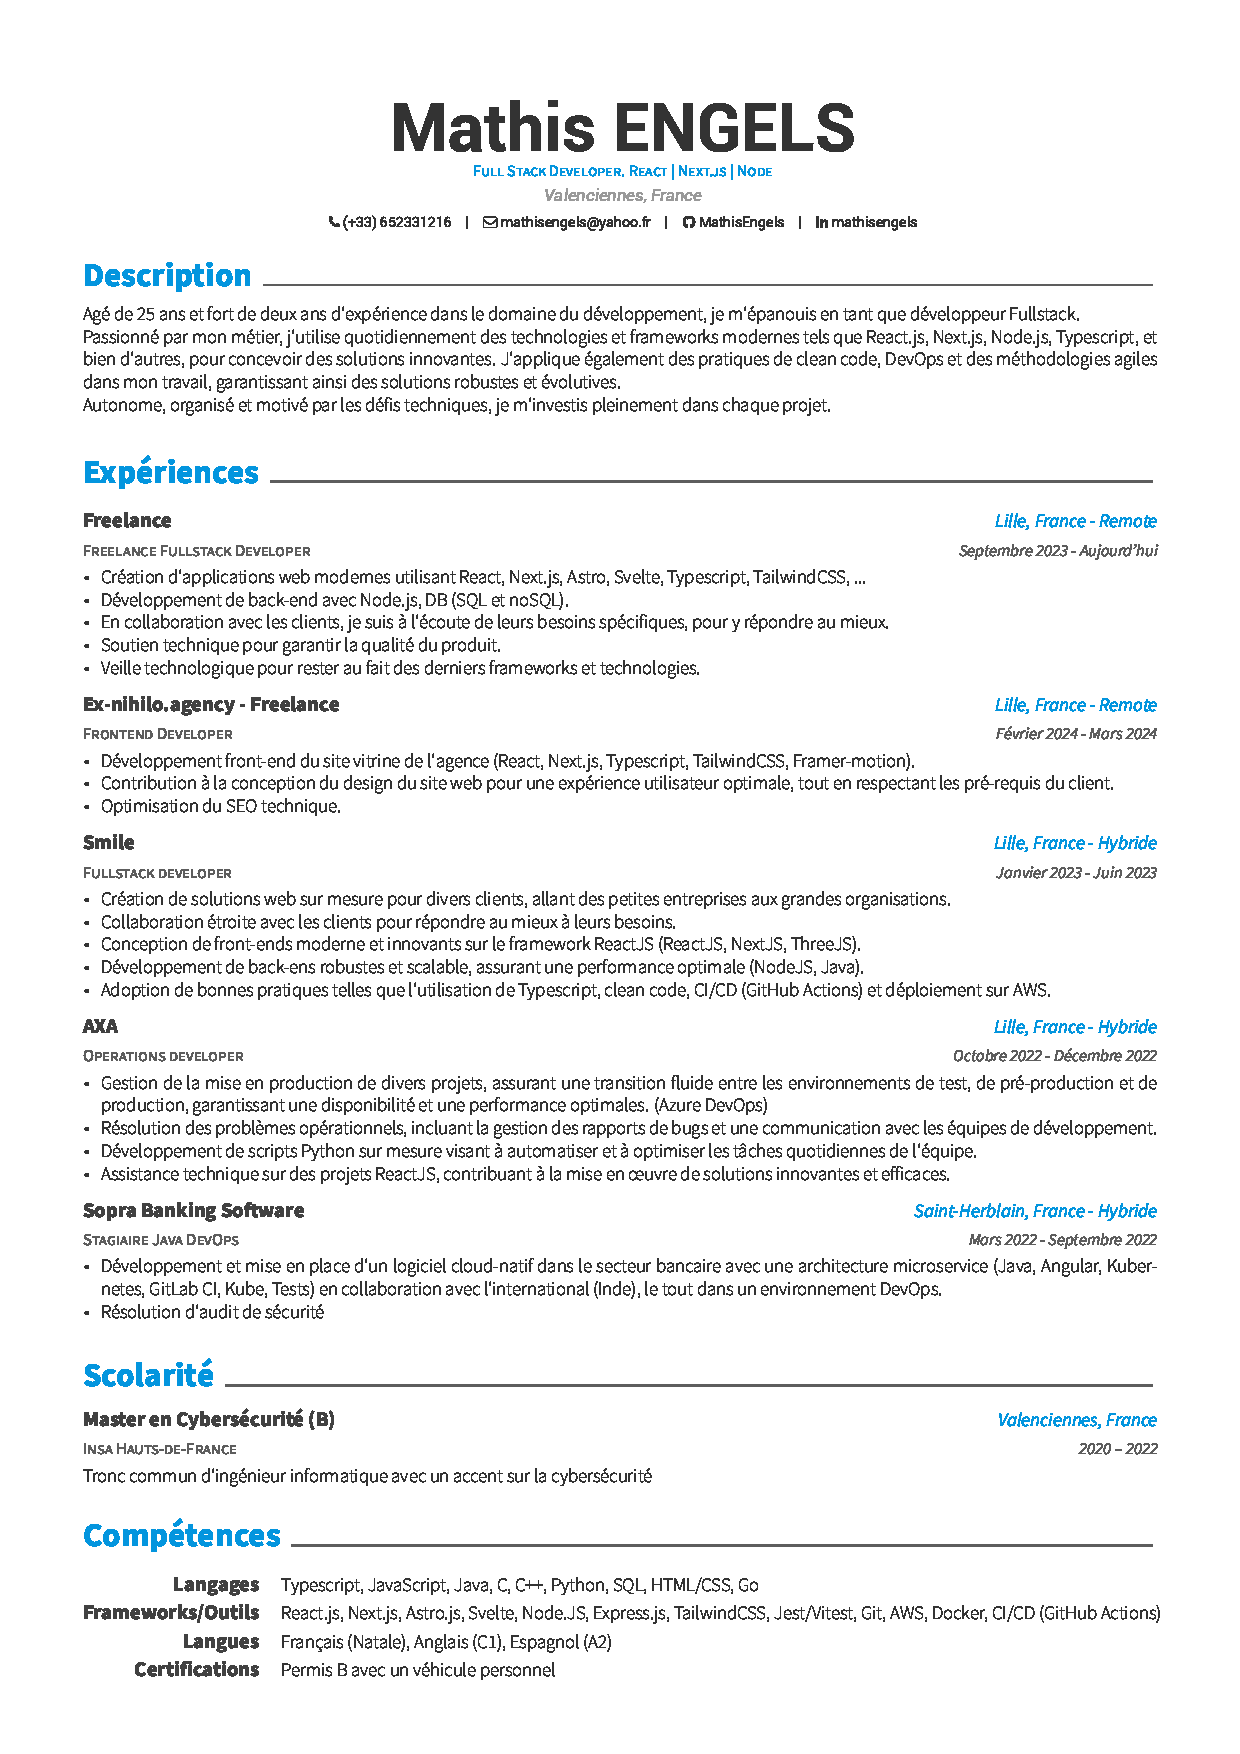 Mathis ENGELS
Full Stack Developer. React | Next.js | Node
Valenciennes, France
(+33) 652331216 | mathisengels@yahoo.fr | MathisEngels | mathisengels
Description
Agé de 25 ans et fort de deux ans d'expérience dans le domaine du développement, je m'épanouis en tant que développeur Fullstack.
Passionné par mon métier, j'utilise quotidiennement des technologies et frameworks modernes tels que React.js, Next.js, Node.js, Typescript, et
bien d'autres, pour concevoir des solutions innovantes. J'applique également des pratiques de clean code, DevOps et des méthodologies agiles
dans mon travail, garantissant ainsi des solutions robustes et évolutives.
Autonome, organisé et motivé par les défis techniques, je m'investis pleinement dans chaque projet.
Expériences
Freelance Lille, France - Remote
Freelance Fullstack Developer Septembre 2023 - Aujourd'hui
• Création d'applications web modernes utilisant React, Next.js, Astro, Svelte, Typescript, TailwindCSS, ...
• Développement de back-end avec Node.js, DB (SQL et noSQL).
• En collaboration avec les clients, je suis à l'écoute de leurs besoins spécifiques, pour y répondre au mieux.
• Soutien technique pour garantir la qualité du produit.
• Veille technologique pour rester au fait des derniers frameworks et technologies.
Ex-nihilo.agency - Freelance Lille, France - Remote
Frontend Developer Février 2024 - Mars 2024
• Développement front-end du site vitrine de l'agence (React, Next.js, Typescript, TailwindCSS, Framer-motion).
• Contribution à la conception du design du site web pour une expérience utilisateur optimale, tout en respectant les pré-requis du client.
• Optimisation du SEO technique.
Smile Lille, France - Hybride
Fullstack developer Janvier 2023 - Juin 2023
• Création de solutions web sur mesure pour divers clients, allant des petites entreprises aux grandes organisations.
• Collaboration étroite avec les clients pour répondre au mieux à leurs besoins.
• Conception de front-ends moderne et innovants sur le framework ReactJS (ReactJS, NextJS, ThreeJS).
• Développement de back-ens robustes et scalable, assurant une performance optimale (NodeJS, Java).
• Adoption de bonnes pratiques telles que l'utilisation de Typescript, clean code, CI/CD (GitHub Actions) et déploiement sur AWS.
AXA Lille, France - Hybride
Operations developer Octobre 2022 - Décembre 2022
• Gestion de la mise en production de divers projets, assurant une transition fluide entre les environnements de test, de pré-production et de
production, garantissant une disponibilité et une performance optimales. (Azure DevOps)
• Résolution des problèmes opérationnels, incluant la gestion des rapports de bugs et une communication avec les équipes de développement.
• Développement de scripts Python sur mesure visant à automatiser et à optimiser les tâches quotidiennes de l'équipe.
• Assistance technique sur des projets ReactJS, contribuant à la mise en œuvre de solutions innovantes et efficaces.
Sopra Banking Software Saint-Herblain, France - Hybride
Stagiaire Java DevOps Mars 2022 - Septembre 2022
• Développement et mise en place d'un logiciel cloud-natif dans le secteur bancaire avec une architecture microservice (Java, Angular, Kuber-
netes, GitLab CI, Kube, Tests) en collaboration avec l'international (Inde), le tout dans un environnement DevOps.
• Résolution d'audit de sécurité
Scolarité
Master en Cybersécurité (B) Valenciennes, France
Insa Hauts-de-France 2020 – 2022
Tronc commun d'ingénieur informatique avec un accent sur la cybersécurité
Compétences
Langages Typescript, JavaScript, Java, C, C++, Python, SQL, HTML/CSS, Go
Frameworks/Outils React.js, Next.js, Astro.js, Svelte, Node.JS, Express.js, TailwindCSS, Jest/Vitest, Git, AWS, Docker, CI/CD (GitHub Actions)
Langues Français (Natale), Anglais (C1), Espagnol (A2)
Certifications Permis B avec un véhicule personnel